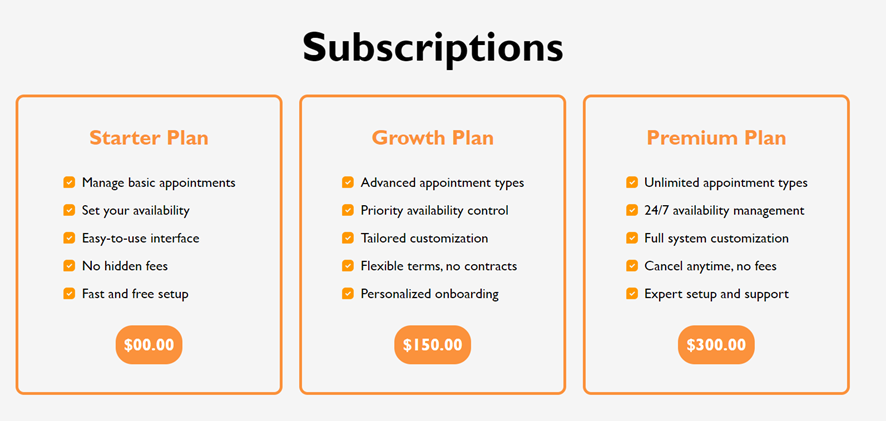 Subscriptions
Starter Plan
Manage basic appointments
Set your availability
Easy-to-use interface
No hidden fees
Fast and free setup
$00.00
Growth Plan
Advanced appointment types
Priority availability control
Tailored customization
Flexible terms, no contracts
Personalized onboarding
$150.00
Premium Plan
Unlimited appointment types
24/7 availability management
Full system customization
Cancel anytime, no fees
Expert setup and support
$300.00